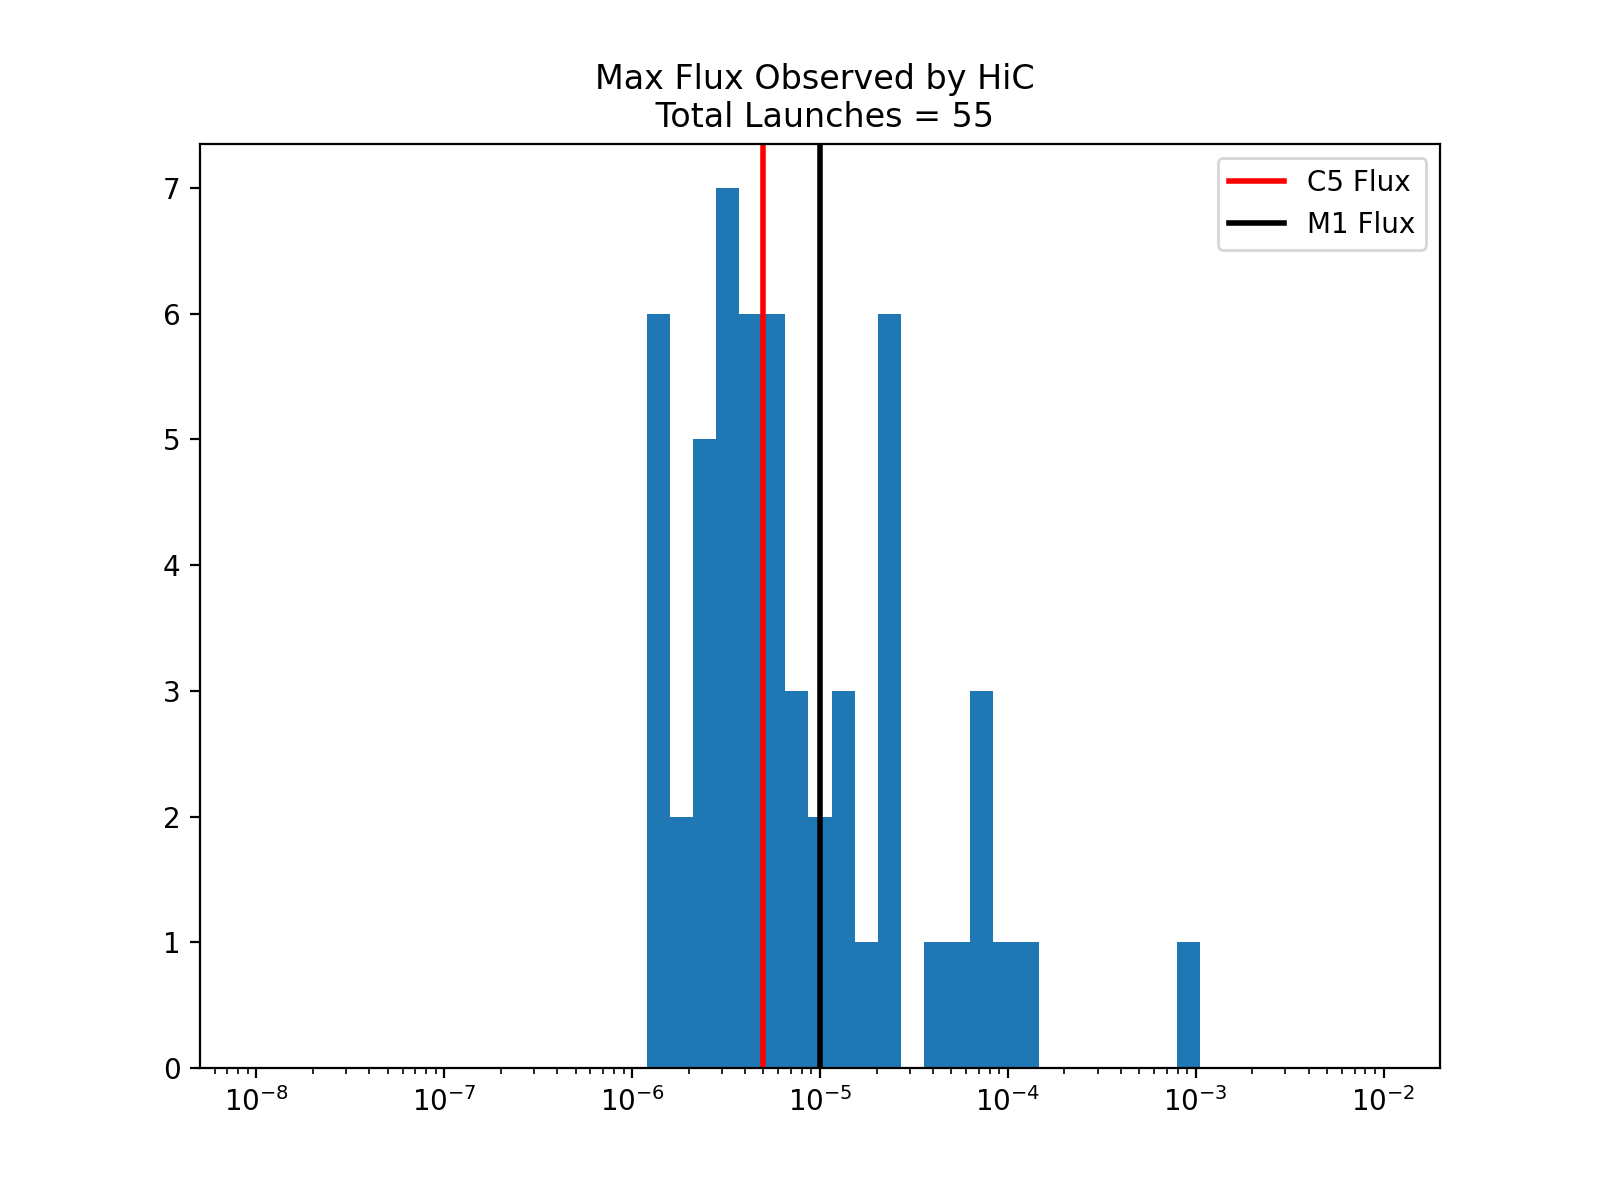 Max Flux Observed by HiC
Total Launches = 55
C5 Flux
M1 Flux
7
6
5
4
3
2
1
0
10⁻⁸ 10⁻⁷ 10⁻⁶ 10⁻⁵ 10⁻⁴ 10⁻³ 10⁻²